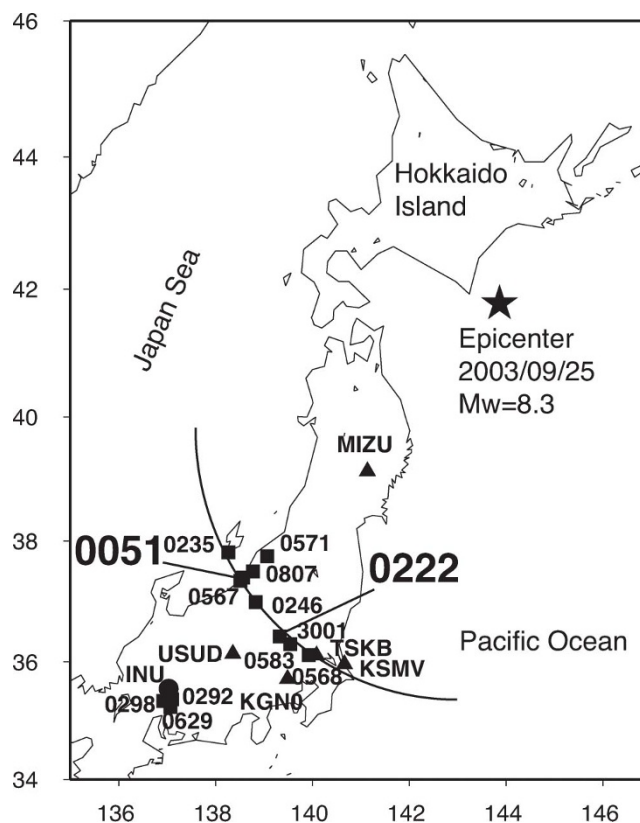 46
44
42
40
38
36
34
136
138
140
142
144
146
Hokkaido
Island
Japan Sea
Epicenter
2003/09/25
Mw=8.3
MIZU
0051
0235
0571
0807
0222
0567
0246
3001
TSKB
USUD
0583
KSMV
0568
Pacific Ocean
INU
0292
0298
KGN0
0629